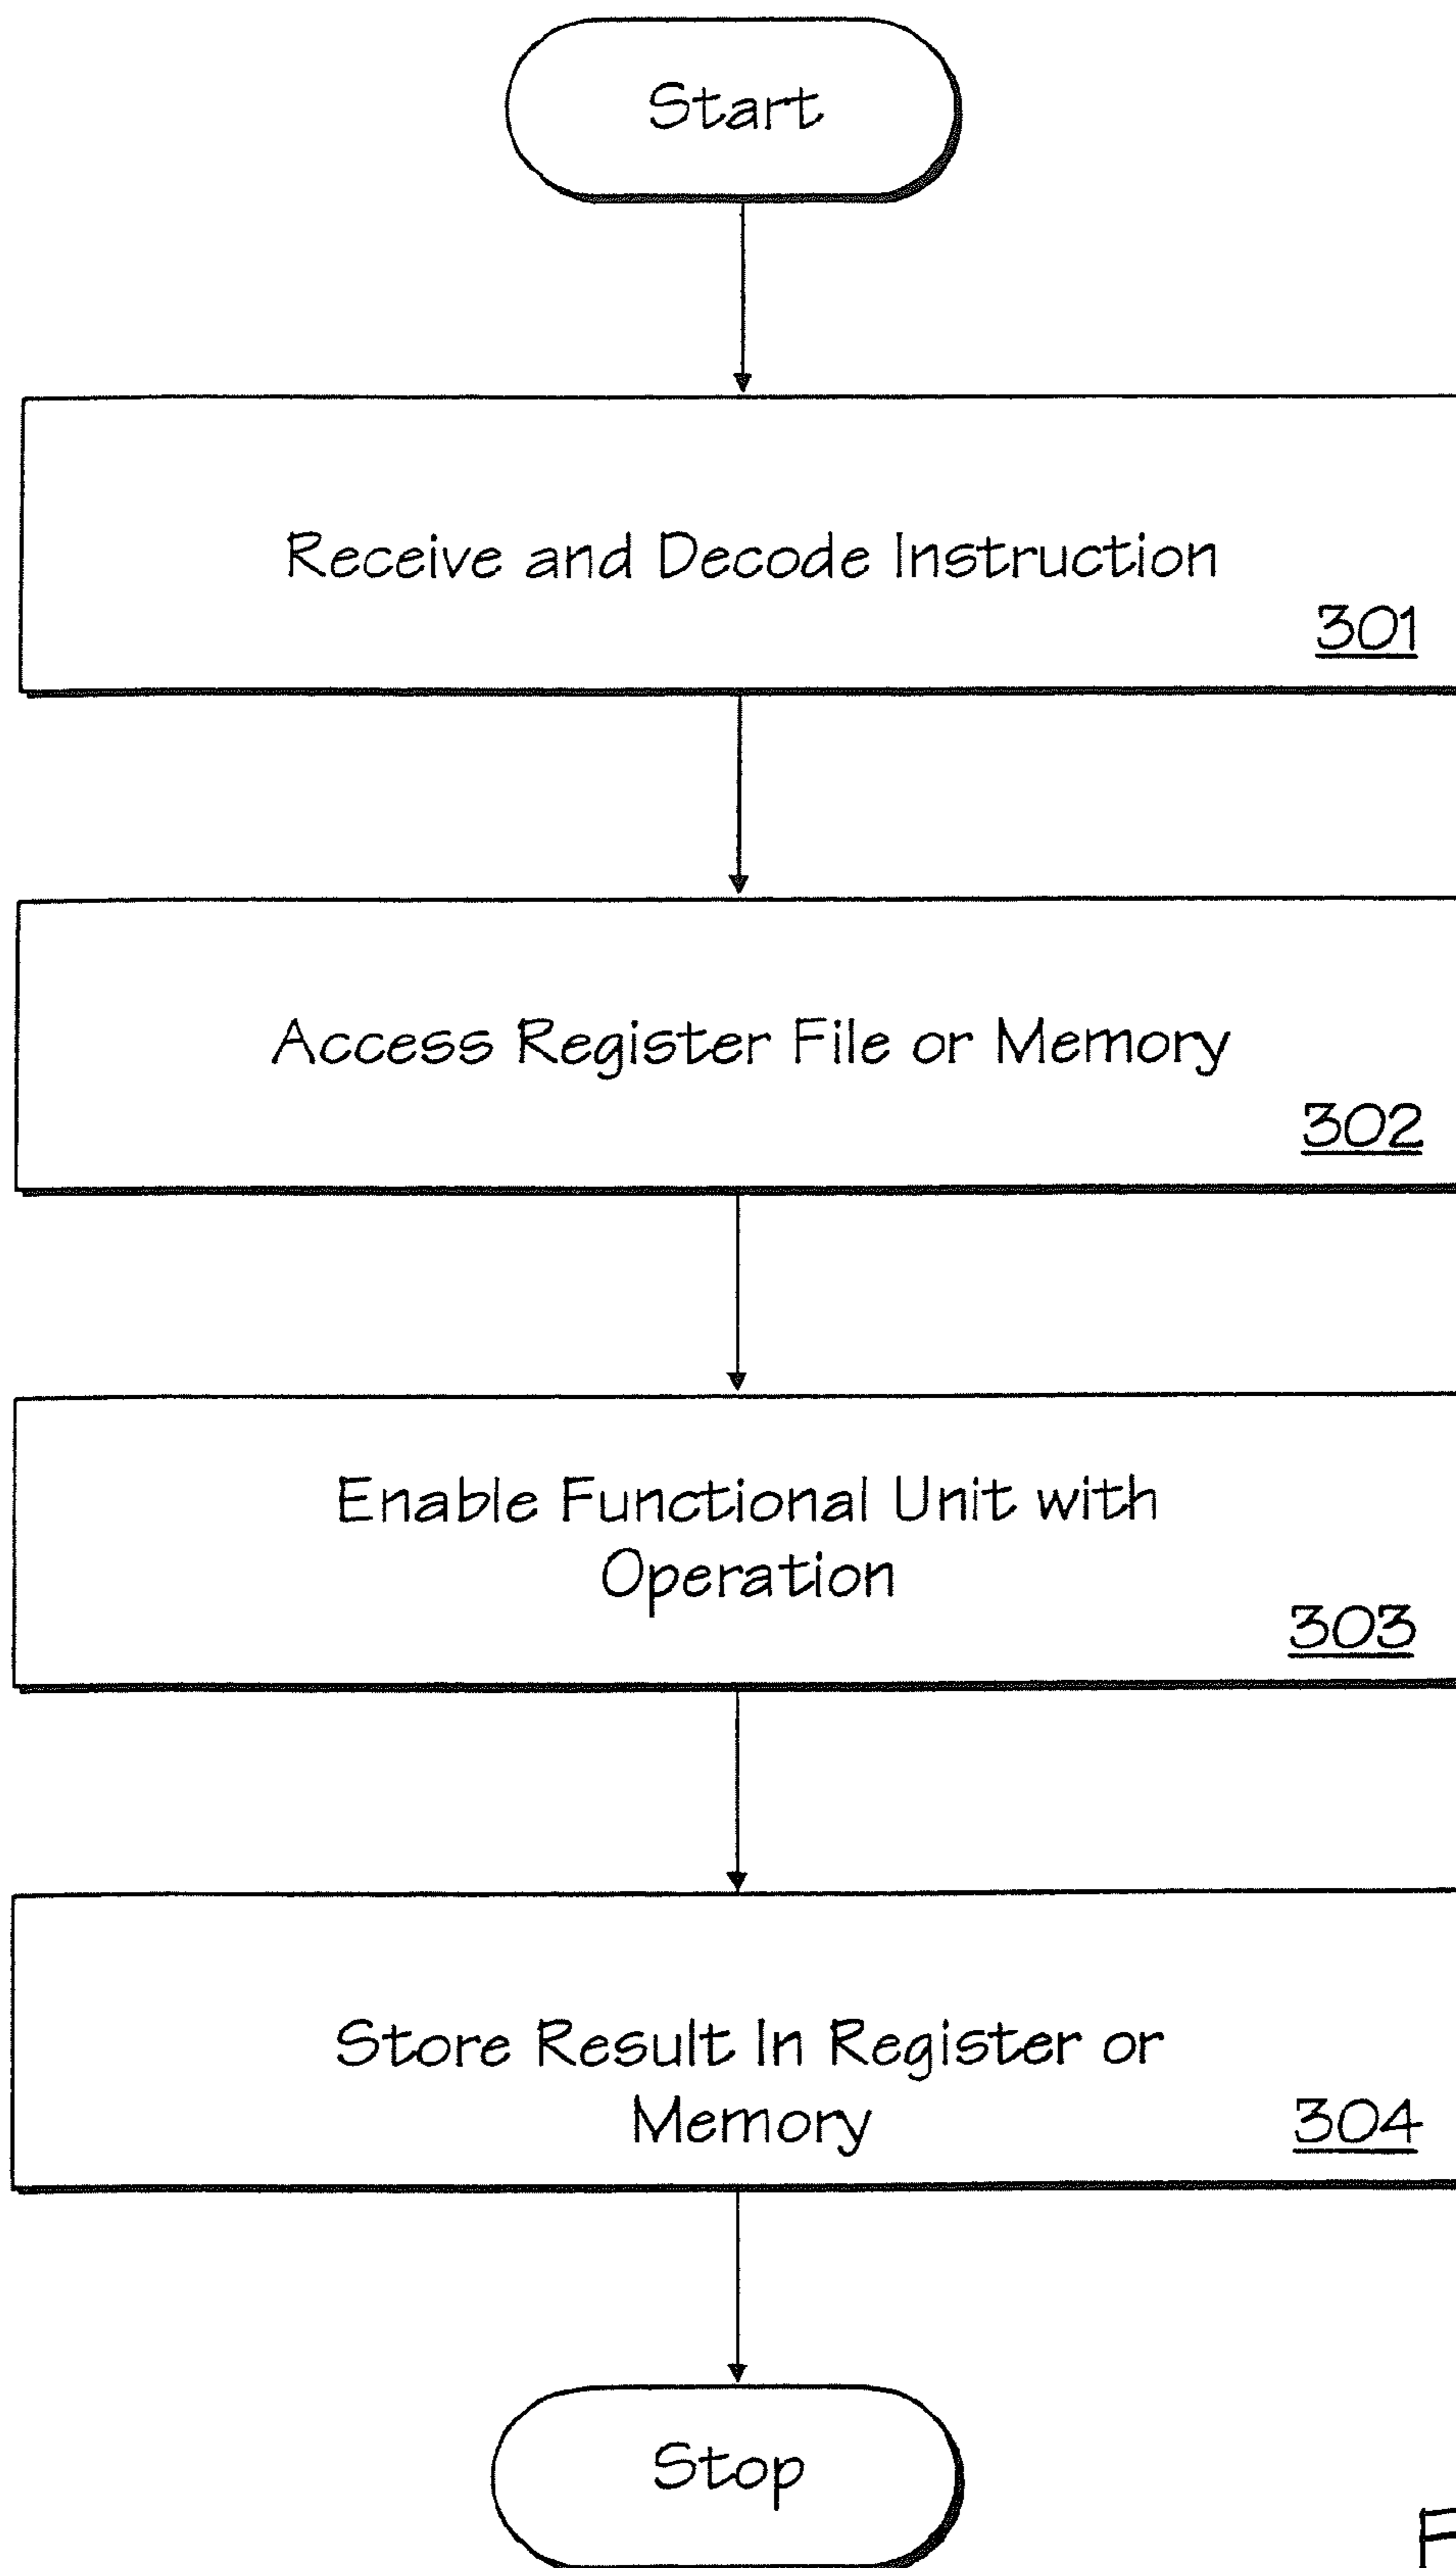 Start
Receive and Decode Instruction
301
Access Register File or Memory
302
Enable Functional Unit with
Operation
303
Store Result In Register or
Memory
304
Stop